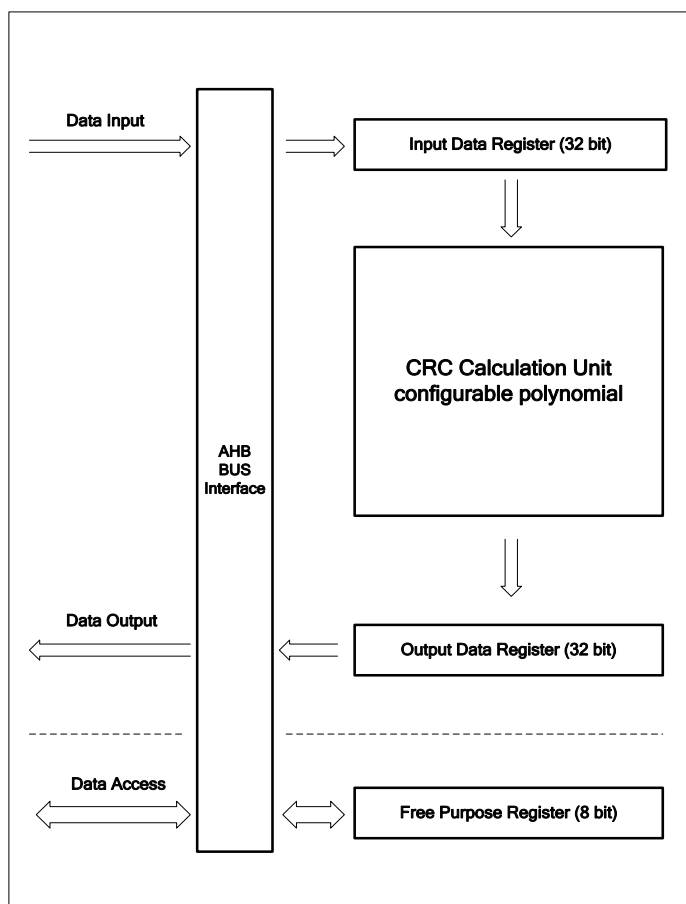 Data Input
Input Data Register (32 bit)
CRC Calculation Unit
configurable polynomial
AHB
BUS
Interface
Data Output
Output Data Register (32 bit)
Data Access
Free Purpose Register (8 bit)